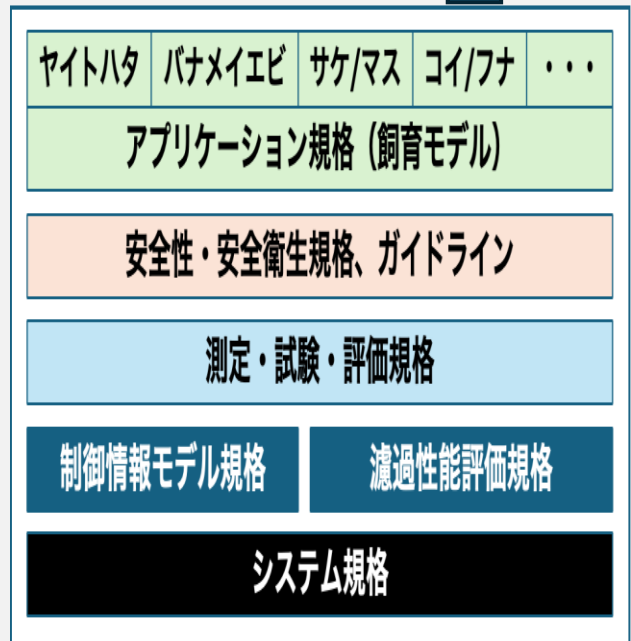 ヤイトハタ バナメイエビ サケ/マス コイ/フナ ・・・
アプリケーション規格（飼育モデル）
安全性・安全衛生規格、ガイドライン
測定・試験・評価規格
制御情報モデル規格 濾過性能評価規格
システム規格